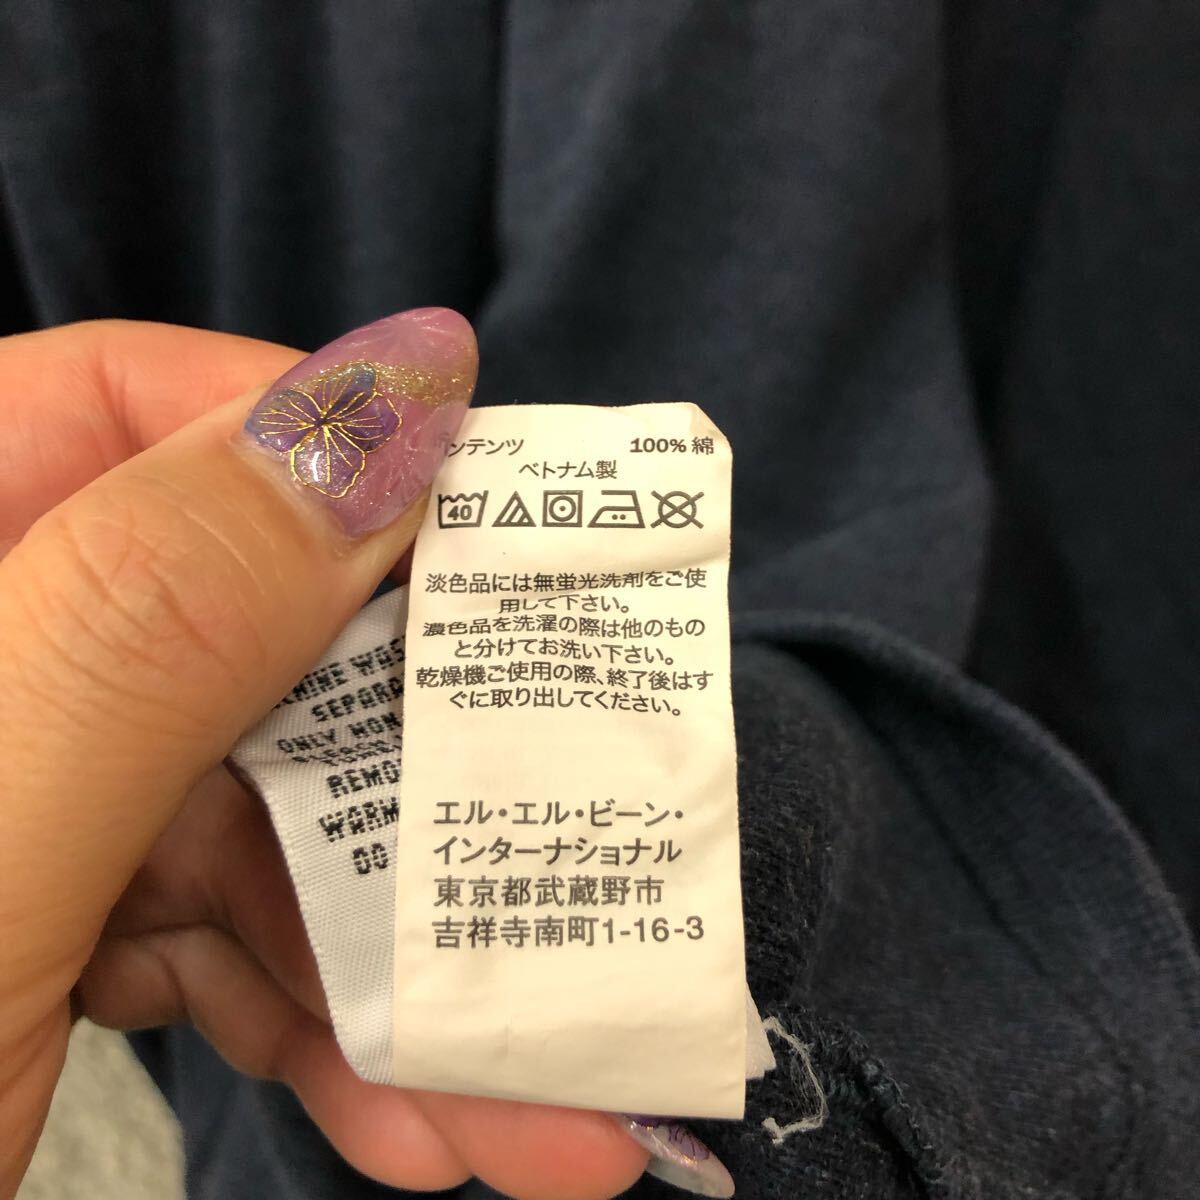 ンテンツ 100% 綿
ベトナム製
40
淡色品には無蛍光洗剤をご使
用して下さい。
濃色品を洗濯の際は他のもの
と分けてお洗い下さい。
乾燥機ご使用の際、終了後はす
ぐに取り出してください。
エル・エル・ビーン・
インターナショナル
東京都武蔵野市
吉祥寺南町1-16-3
SEPARA
ONLY NON
REMO
WARM
DO